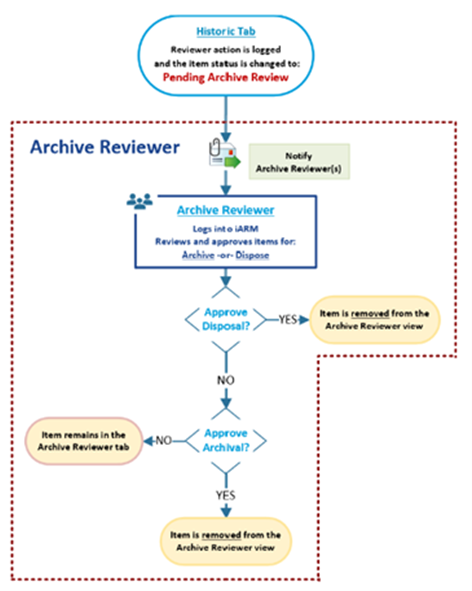 Historic Tab
Reviewer action is logged
and the item status is changed to:
Pending Archive Review
Archive Reviewer
Notify
Archive Reviewer(s)
Archive Reviewer
Logs into iARM
Reviews and approves items for:
Archive -or- Dispose
Approve
Disposal?
YES
Item is removed from the
Archive Reviewer view
NO
Approve
Archival?
NO
Item remains in the
Archive Reviewer tab
YES
Item is removed from the
Archive Reviewer view